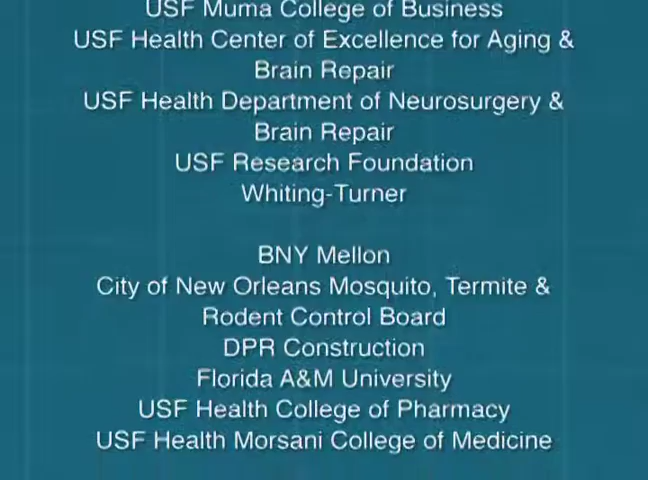 USF Muma College of Business
USF Health Center of Excellence for Aging &
Brain Repair
USF Health Department of Neurosurgery &
Brain Repair
USF Research Foundation
Whiting-Turner
BNY Mellon
City of New Orleans Mosquito, Termite &
Rodent Control Board
DPR Construction
Florida A&M University
USF Health College of Pharmacy
USF Health Morsani College of Medicine